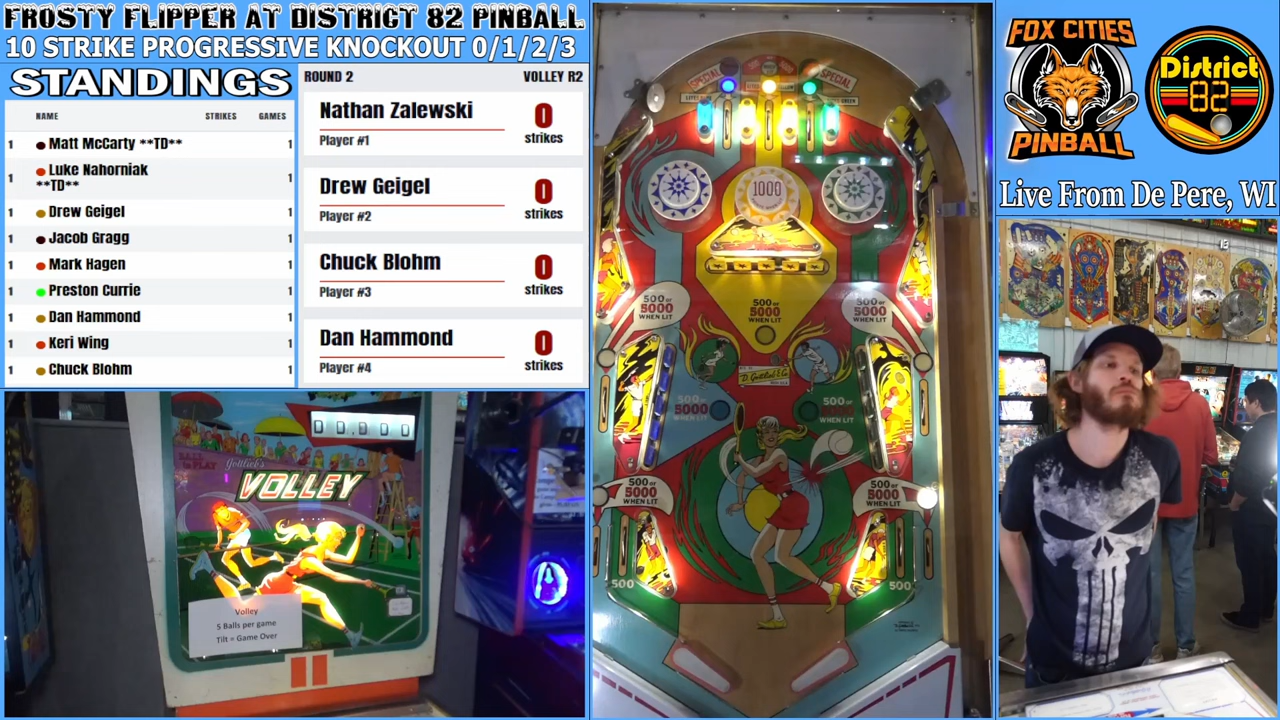 FROSTY FLIPPER AT DISTRICT 82 PINBALL
10 STRIKE PROGRESSIVE KNOCKOUT 0/1/2/3
STANDINGS
NAME STRIKES GAMES
1 Matt McCarty **TD** 1
1 Luke Nahorniak **TD** 1
1 Drew Geigel 1
1 Jacob Gragg 1
1 Mark Hagen 1
1 Preston Currie 1
1 Dan Hammond 1
1 Keri Wing 1
1 Chuck Blohm 1
ROUND 2 VOLLEY R2
Nathan Zalewski 0
Player #1 strikes
Drew Geigel 0
Player #2 strikes
Chuck Blohm 0
Player #3 strikes
Dan Hammond 0
Player #4 strikes
BALL TO PLAY
Gottlieb's
VOLLEY
Volley
5 Balls per game
Tilt = Game Over
SPECIAL SPECIAL
1000
500 OR 5000 WHEN LIT
500 OR 5000 WHEN LIT
500 OR 5000 WHEN LIT
D. Gottlieb & Co.
500 OR 5000 WHEN LIT
500 OR 5000 WHEN LIT
500 OR 5000 WHEN LIT
500 OR 5000 WHEN LIT
500 500
FOX CITIES
PINBALL
District
82
Live From De Pere, WI